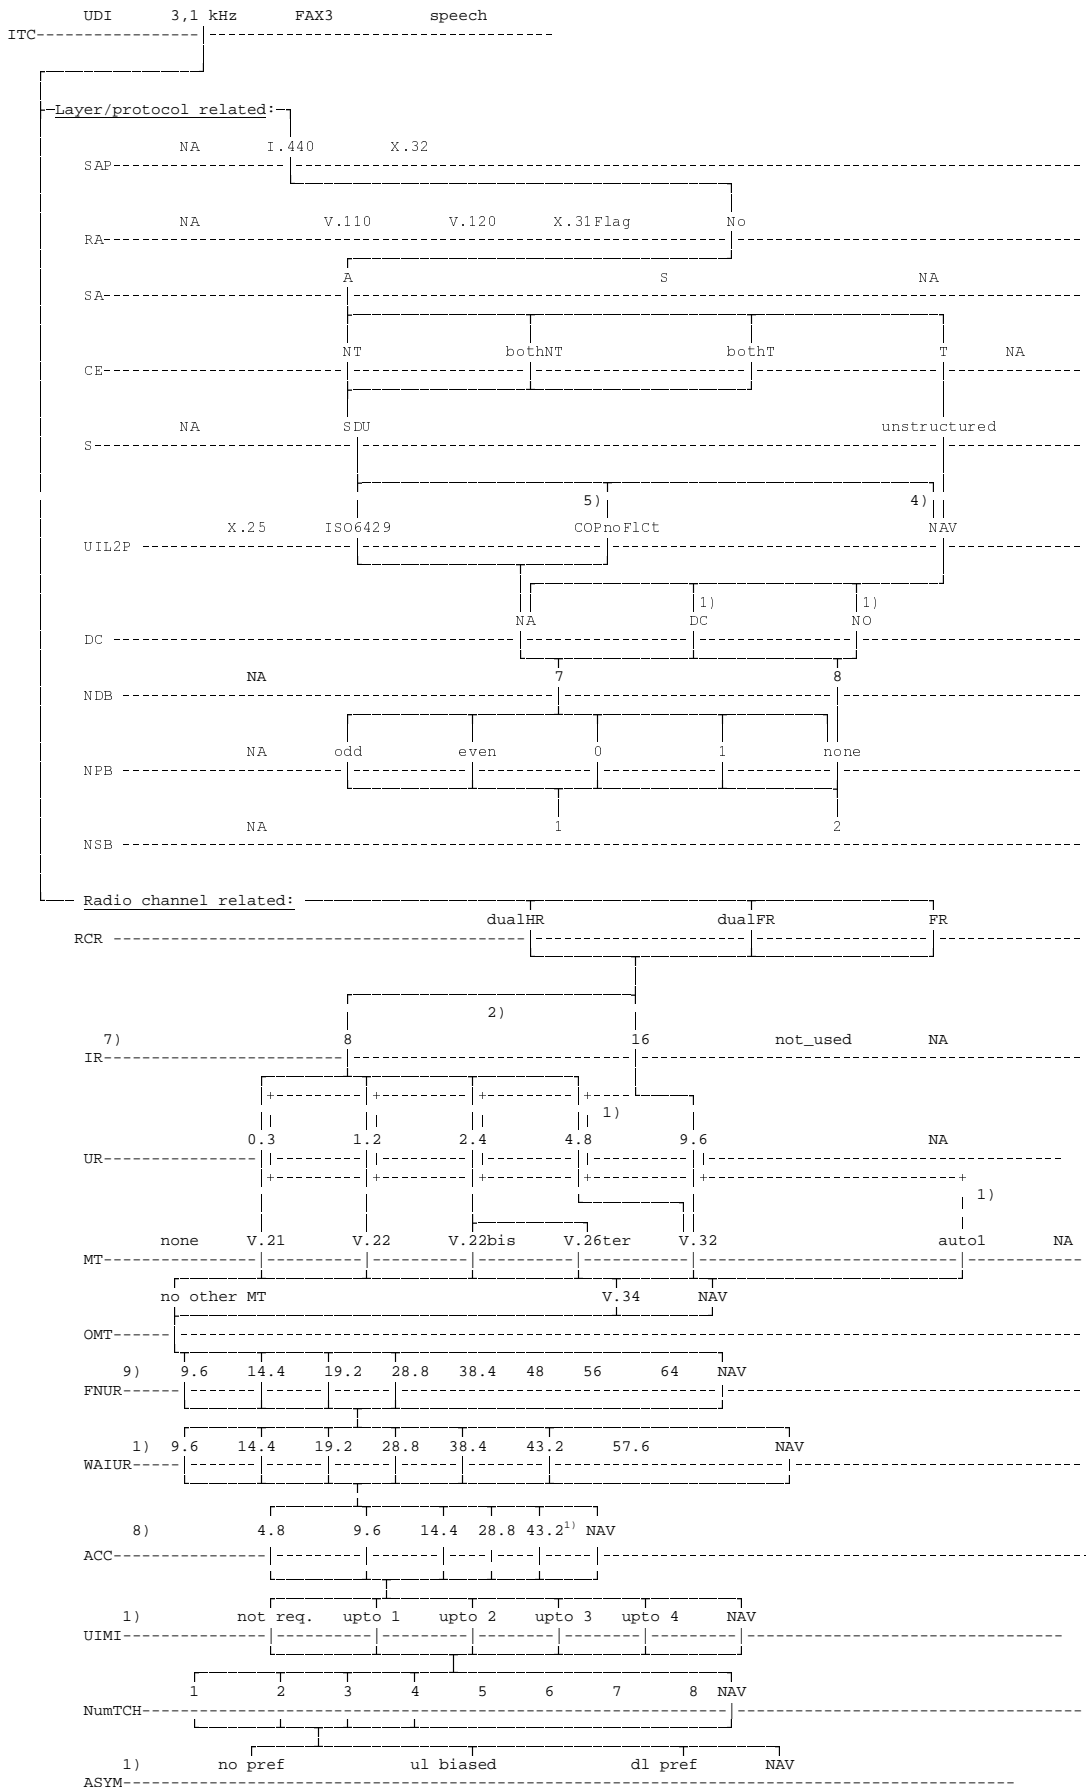 UDI 3,1 kHz FAX3 speech
ITC
Layer/protocol related:
NA I.440 X.32
SAP
NA V.110 V.120 X.31Flag No
RA
A S NA
SA
NT bothNT bothT T NA
CE
NA SDU unstructured
S
5) 4)
X.25 ISO6429 COPnoFlCt NAV
UIL2P
1) 1)
NA DC NO
DC
NA 7 8
NDB
NA odd even 0 1 none
NPB
NA 1 2
NSB
Radio channel related:
dualHR dualFR FR
RCR
2)
7) 8 16 not_used NA
IR
1)
0.3 1.2 2.4 4.8 9.6 NA
UR
1)
none V.21 V.22 V.22bis V.26ter V.32 auto1 NA
MT
no other MT V.34 NAV
OMT
9) 9.6 14.4 19.2 28.8 38.4 48 56 64 NAV
FNUR
1) 9.6 14.4 19.2 28.8 38.4 43.2 57.6 NAV
WAIUR
8) 4.8 9.6 14.4 28.8 43.2 1) NAV
ACC
1) not req. upto 1 upto 2 upto 3 upto 4 NAV
UIMI
1 2 3 4 5 6 7 8 NAV
NumTCH
1) no pref ul biased dl pref NAV
ASYM